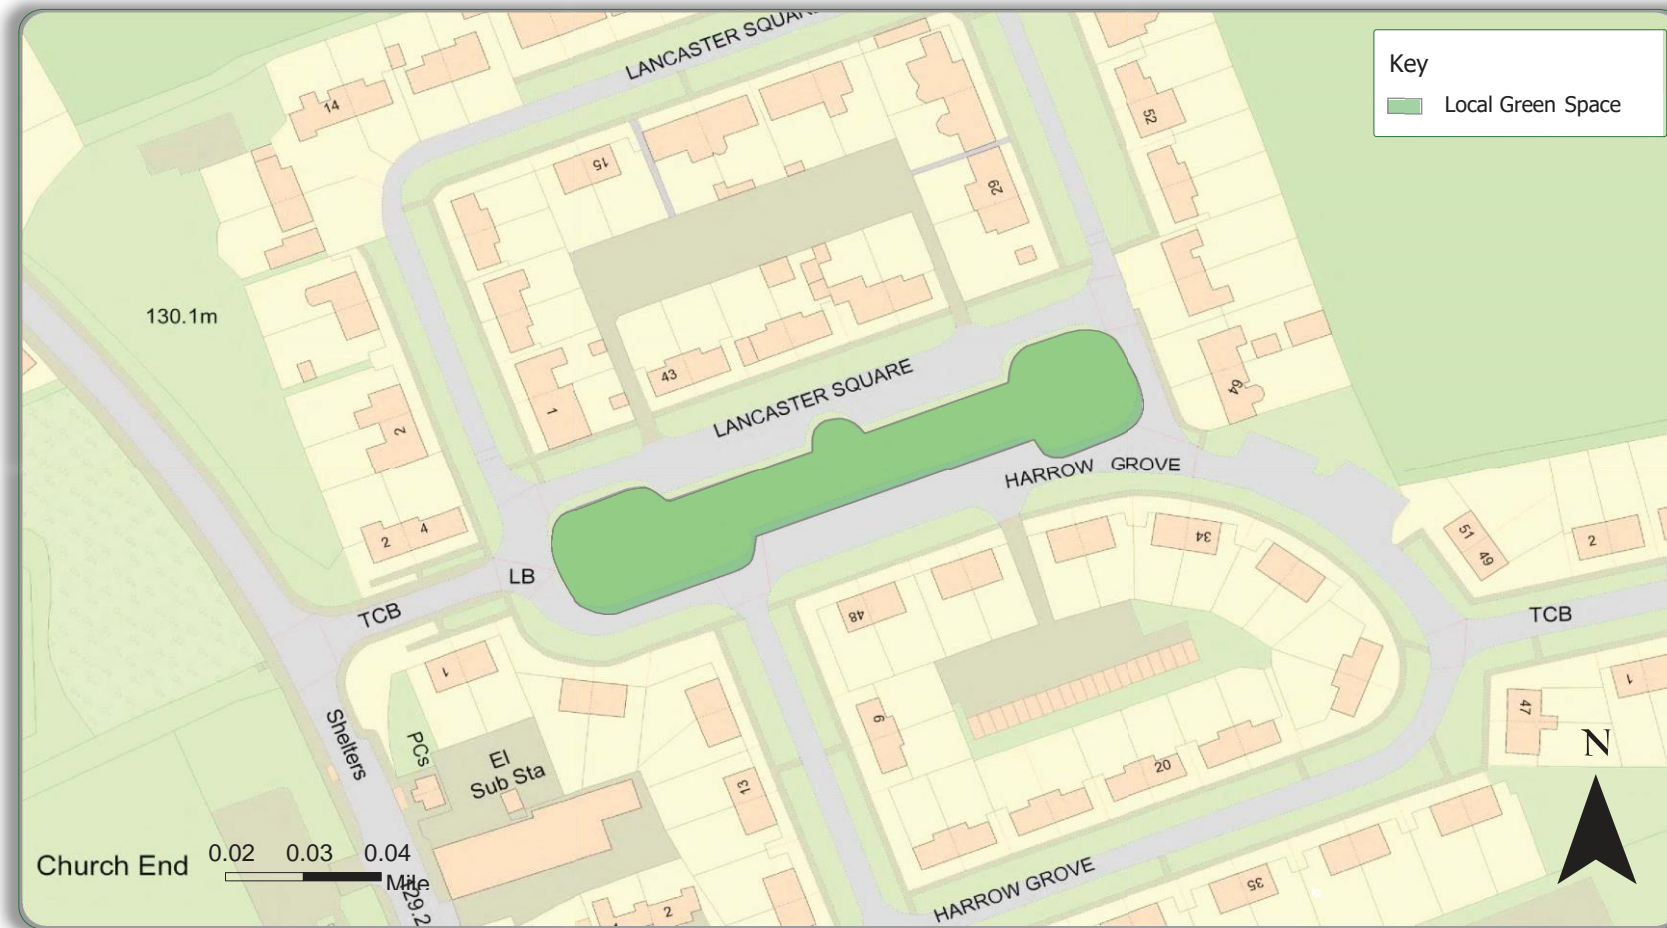 LANCASTER SQUARE
Key
Local Green Space
14
52
15
29
130.1m
43
1
LANCASTER SQUARE
64
2
HARROW GROVE
2 4
34
51
49
2
LB
TCB
48
TCB
1
1
47
Shelters
6
N
PCs
El
Sub Sta
20
13
0.02 0.03 0.04
Mile
Church End
HARROW GROVE
35
2